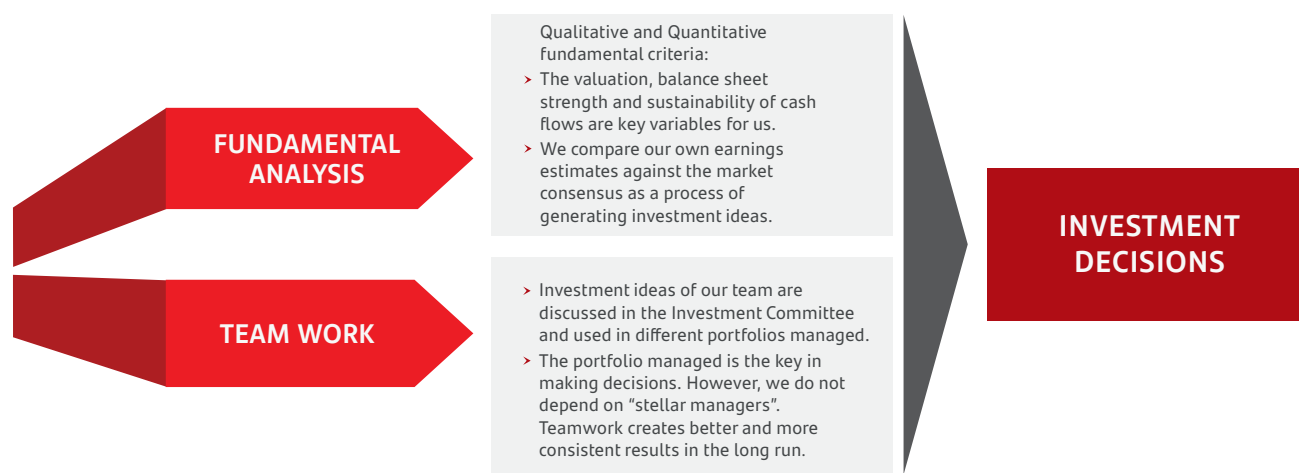 FUNDAMENTAL
ANALYSIS
Qualitative and Quantitative
fundamental criteria:
The valuation, balance sheet
strength and sustainability of cash
flows are key variables for us.
We compare our own earnings
estimates against the market
consensus as a process of
generating investment ideas.
TEAM WORK
Investment ideas of our team are
discussed in the Investment Committee
and used in different portfolios managed.
The portfolio managed is the key in
making decisions. However, we do not
depend on “stellar managers”.
Teamwork creates better and more
consistent results in the long run.
INVESTMENT
DECISIONS